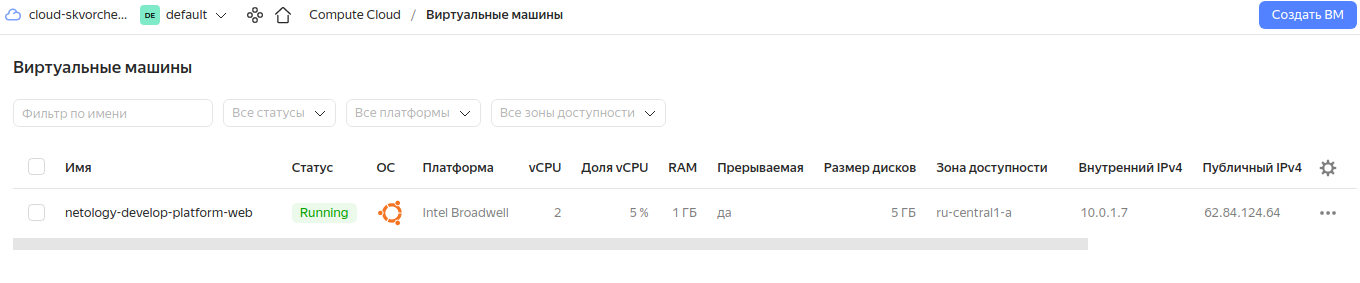 cloud-skvorche... DE default Compute Cloud / Виртуальные машины Создать ВМ
Виртуальные машины
Фильтр по имени Все статусы Все платформы Все зоны доступности
Имя Статус ОС Платформа vCPU Доля vCPU RAM Прерываемая Размер дисков Зона доступности Внутренний IPv4 Публичный IPv4
netology-develop-platform-web Running Intel Broadwell 2 5 % 1 ГБ да 5 ГБ ru-central1-a 10.0.1.7 62.84.124.64